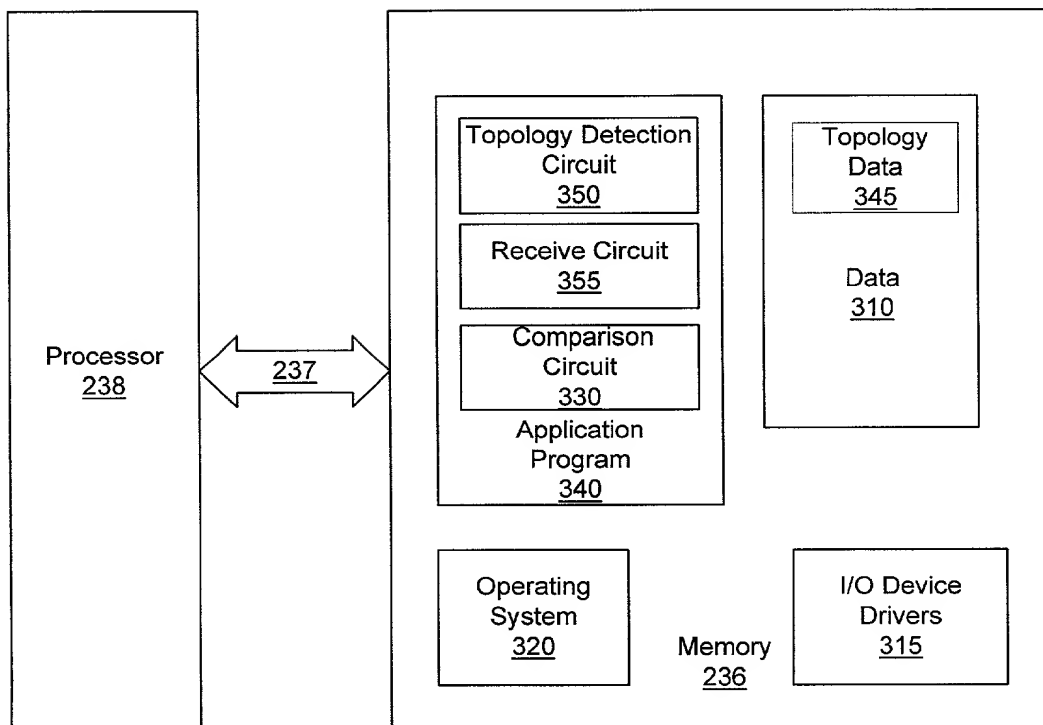 Processor
238
237
Topology Detection
Circuit
350
Receive Circuit
355
Comparison
Circuit
330
Application
Program
340
Topology
Data
345
Data
310
Operating
System
320
Memory
236
I/O Device
Drivers
315